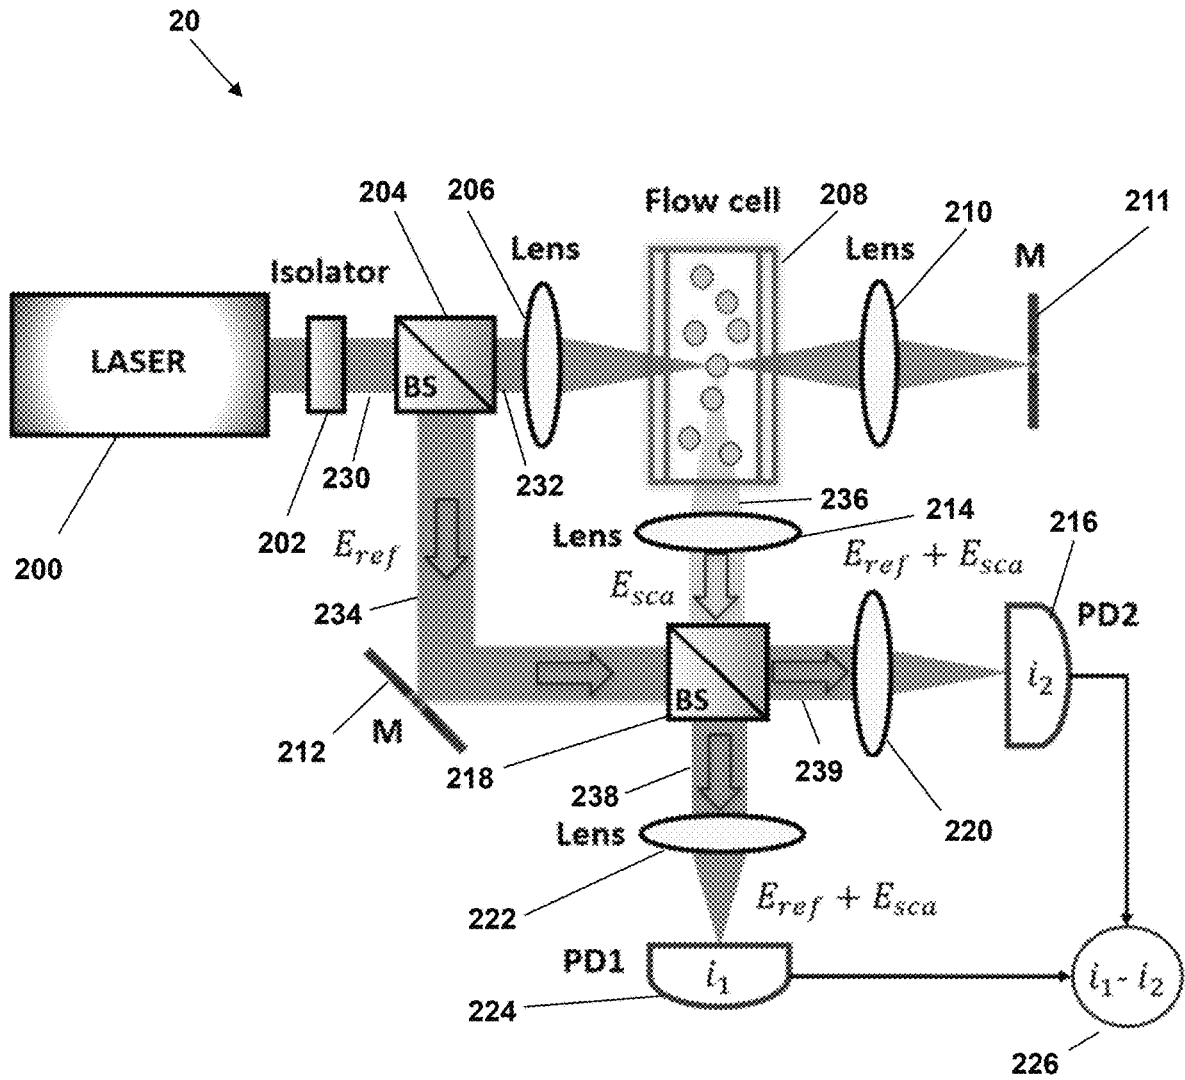 20
204
206
Flow cell
208
210
211
Isolator
Lens
Lens
M
LASER
BS
230
232
236
202
200
E_ref
Lens
214
216
E_ref + E_sca
E_sca
234
PD2
i_2
BS
212
M
218
238
239
220
Lens
222
E_ref + E_sca
PD1
i_1
224
i_1 - i_2
226